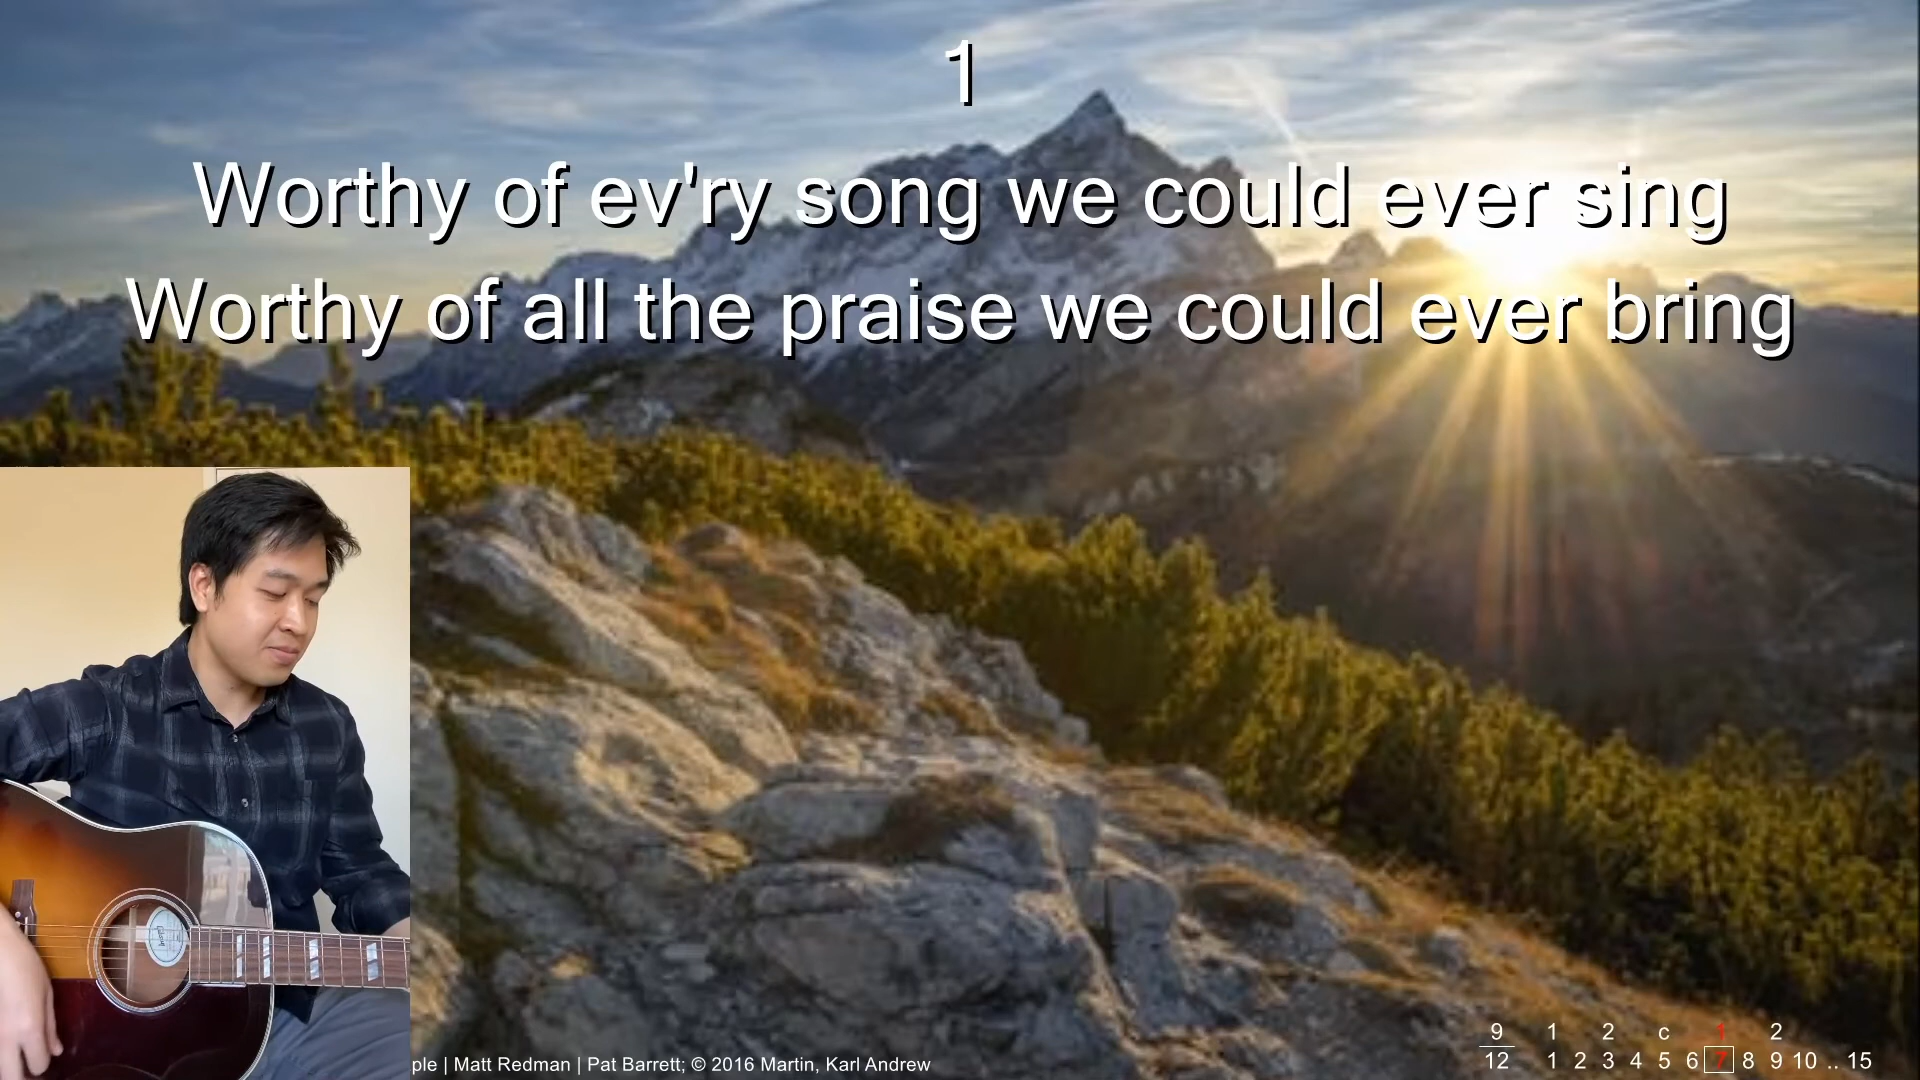 1
Worthy of ev'ry song we could ever sing
Worthy of all the praise we could ever bring
ple | Matt Redman | Pat Barrett; © 2016 Martin, Karl Andrew
9 1 2 c 1 2
12 1 2 3 4 5 6 7 8 9 10 .. 15